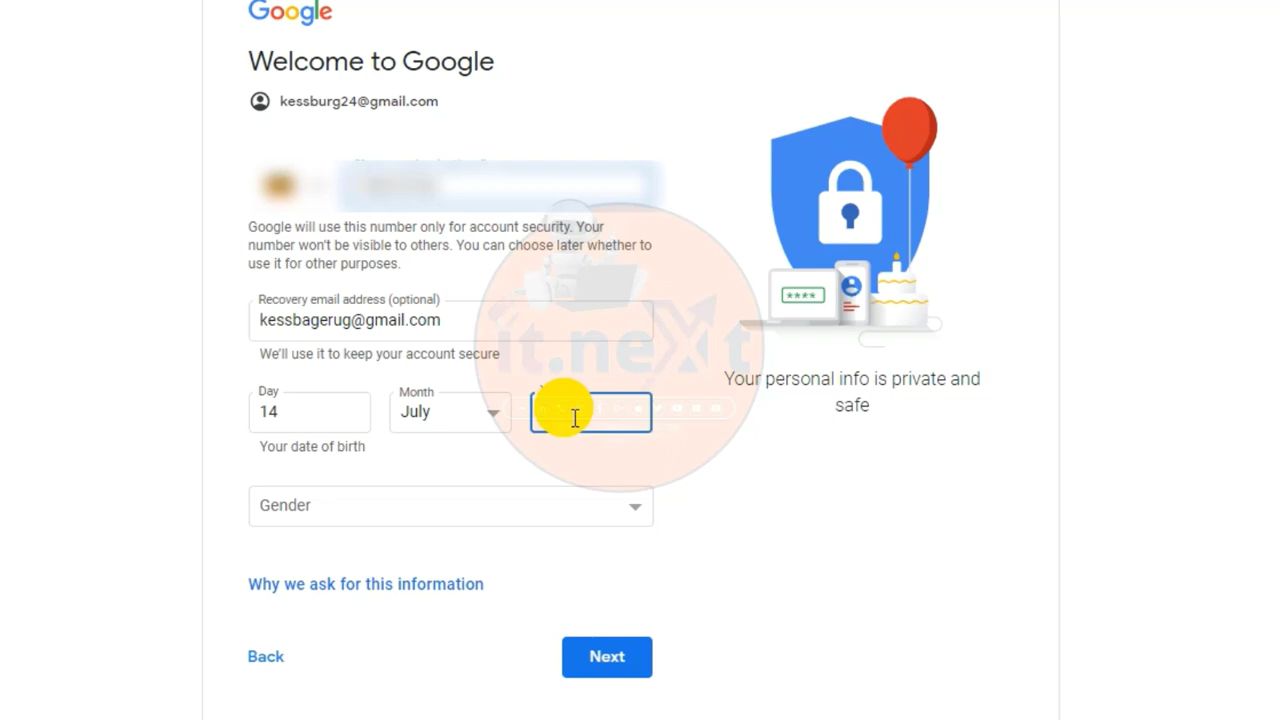 Google
Welcome to Google
kessburg24@gmail.com
Google will use this number only for account security. Your
number won't be visible to others. You can choose later whether to
use it for other purposes.
Recovery email address (optional)
kessbagerug@gmail.com
We'll use it to keep your account secure
Day
14
Month
July
Your date of birth
Gender
Why we ask for this information
Back
Next
****
Your personal info is private and
safe
it.neXt